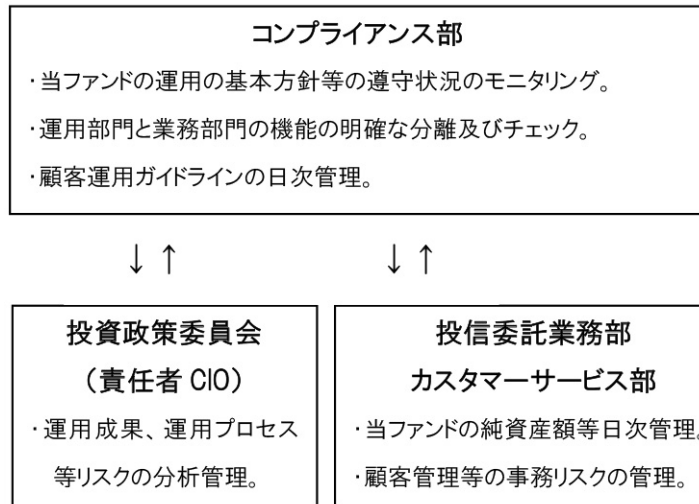 コンプライアンス部
・当ファンドの運用の基本方針等の遵守状況のモニタリング。
・運用部門と業務部門の機能の明確な分離及びチェック。
・顧客運用ガイドラインの日次管理。
↓↑ ↓↑
投資政策委員会
（責任者 CIO）
・運用成果、運用プロセス
等リスクの分析管理。
投信委託業務部
カスタマーサービス部
・当ファンドの純資産額等日次管理。
・顧客管理等の事務リスクの管理。